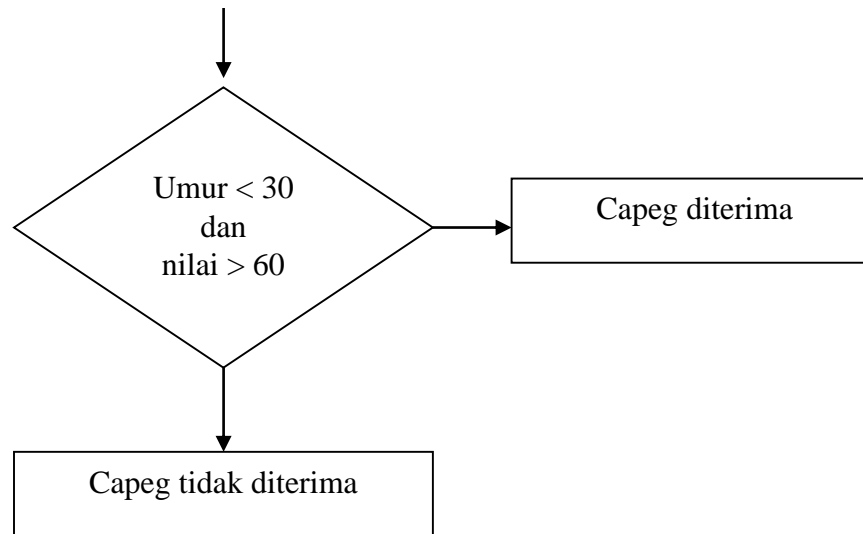 Umur < 30
dan
nilai > 60
Capeg diterima
Capeg tidak diterima